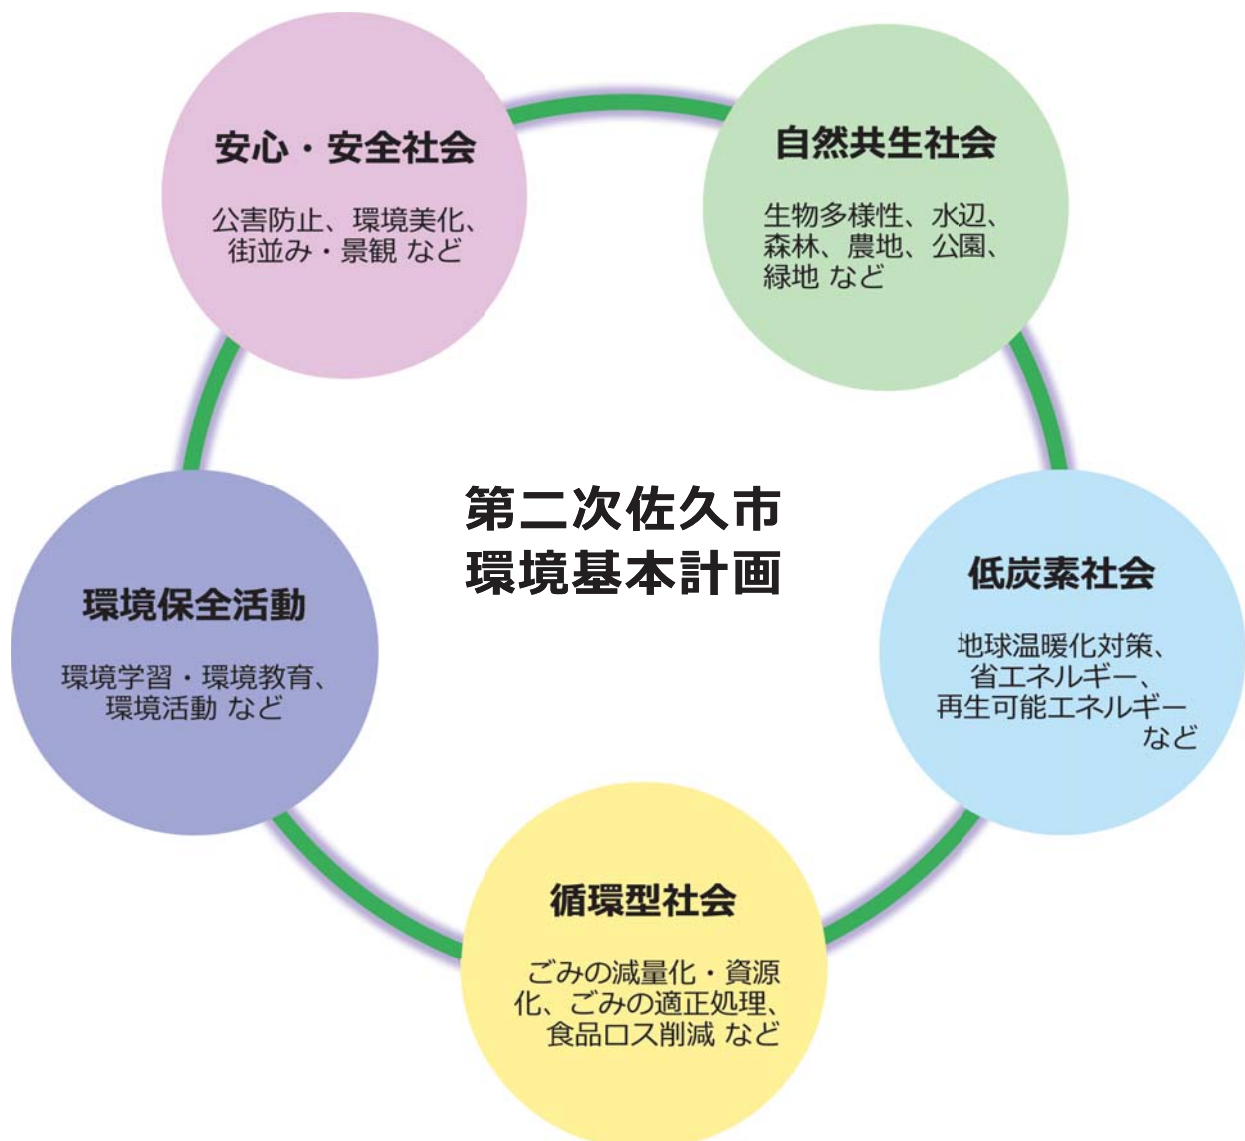 安心・安全社会
公害防止、環境美化、
街並み・景観 など
自然共生社会
生物多様性、水辺、
森林、農地、公園、
緑地 など
第二次佐久市
環境基本計画
環境保全活動
環境学習・環境教育、
環境活動 など
低炭素社会
地球温暖化対策、
省エネルギー、
再生可能エネルギー
など
循環型社会
ごみの減量化・資源
化、ごみの適正処理、
食品ロス削減 など